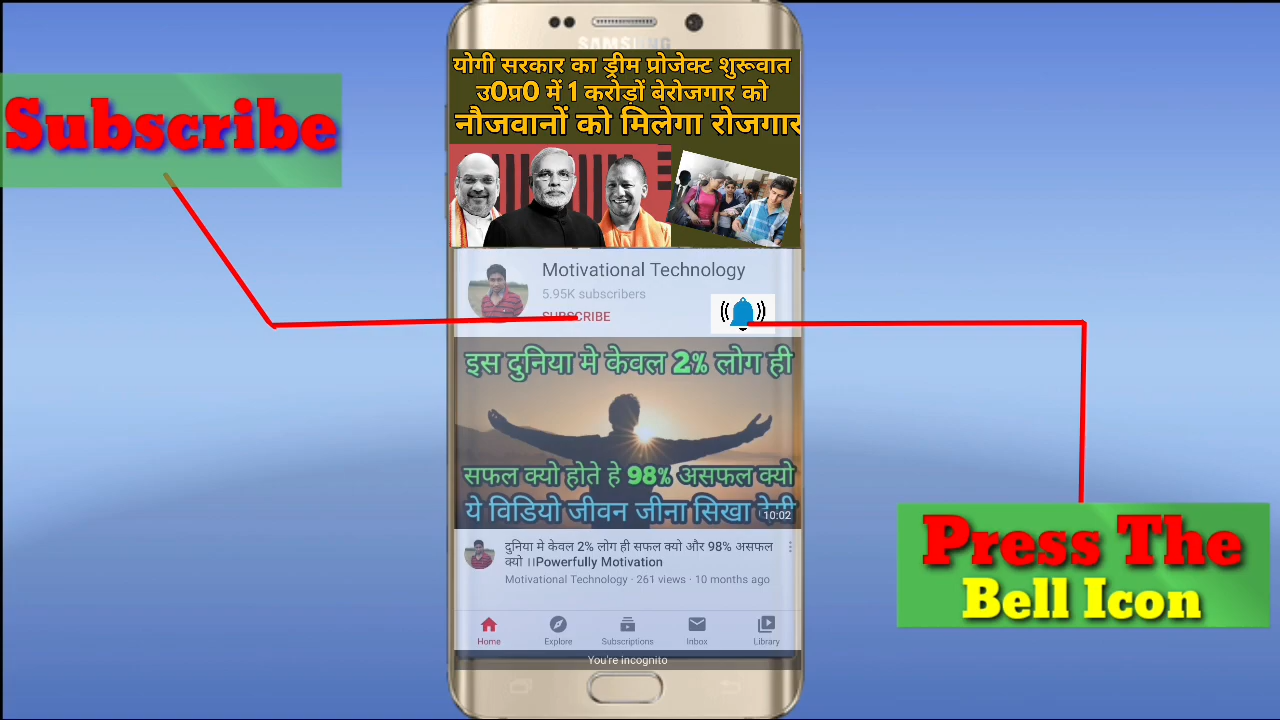 SAMSUNG
योगी सरकार का ड्रीम प्रोजेक्ट शुरूवात
उ0प्र0 में 1 करोड़ों बेरोजगार को
नौजवानों को मिलेगा रोजगार
Subscribe
Motivational Technology
5.95K subscribers
SUBSCRIBE
इस दुनिया मे केवल 2% लोग ही
सफल क्यो होते हे 98% असफल क्यो
ये विडियो जीवन जीना सिखा देगी
10:02
दुनिया मे केवल 2% लोग ही सफल क्यो और 98% असफल
क्यो ।।Powerfully Motivation
Motivational Technology · 261 views · 10 months ago
Press The
Bell Icon
Home Explore Subscriptions Inbox Library
You're incognito